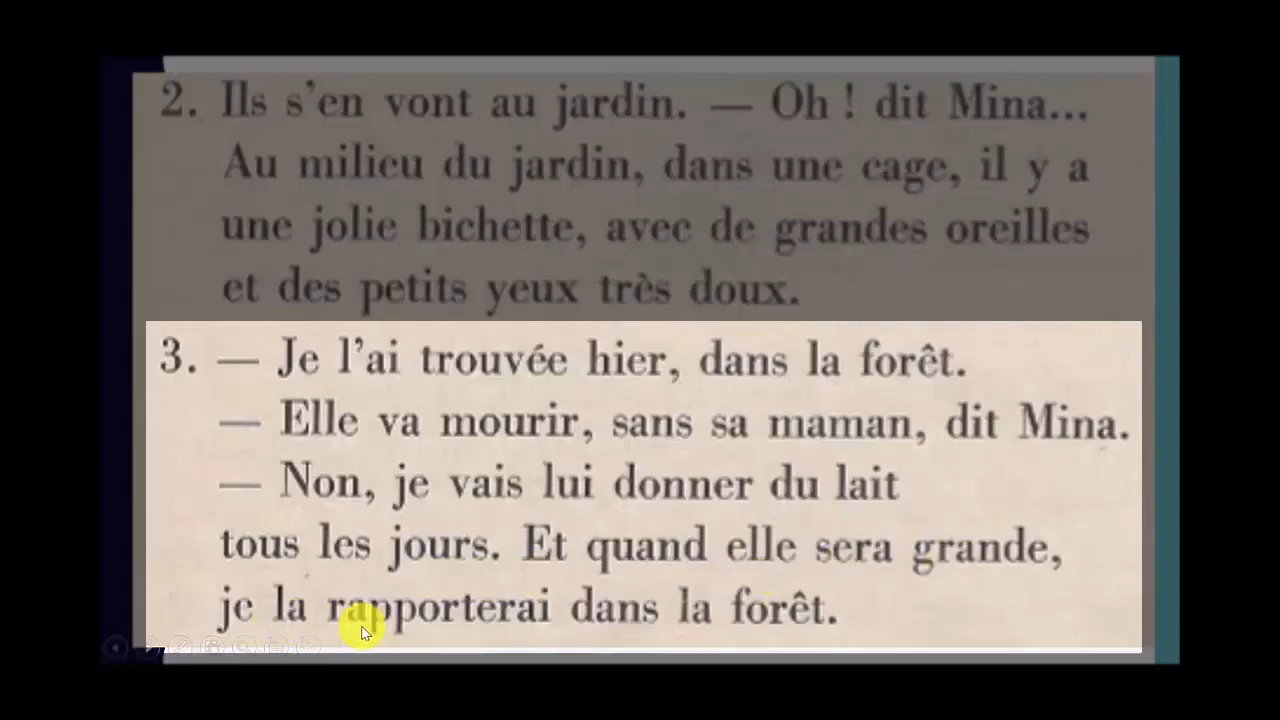 2. Ils s'en vont au jardin. — Oh ! dit Mina...
Au milieu du jardin, dans une cage, il y a
une jolie bichette, avec de grandes oreilles
et des petits yeux très doux.
3. — Je l'ai trouvée hier, dans la forêt.
— Elle va mourir, sans sa maman, dit Mina.
— Non, je vais lui donner du lait
tous les jours. Et quand elle sera grande,
je la rapporterai dans la forêt.